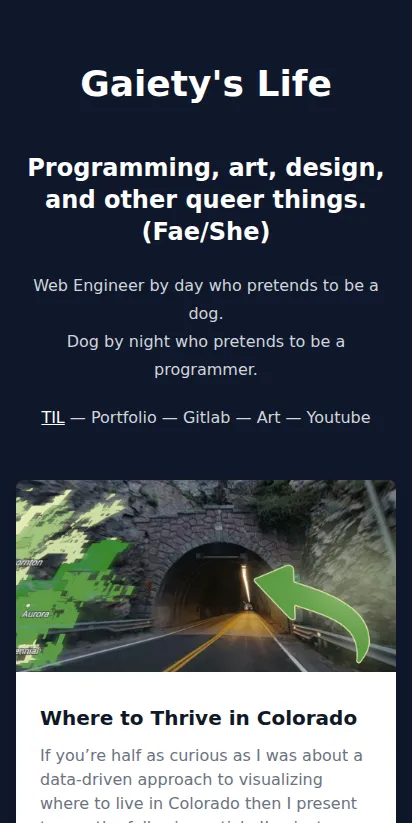 Gaiety's Life
Programming, art, design,
and other queer things.
(Fae/She)
Web Engineer by day who pretends to be a
dog.
Dog by night who pretends to be a
programmer.
TIL — Portfolio — Gitlab — Art — Youtube
Aurora
Where to Thrive in Colorado
If you’re half as curious as I was about a
data-driven approach to visualizing
where to live in Colorado then I present